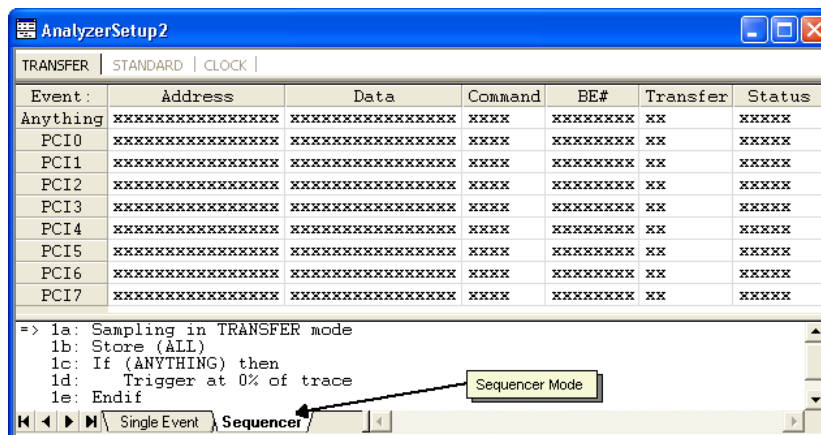 AnalyzerSetup2
TRANSFER | STANDARD | CLOCK |
Event: Address Data Command BE# Transfer Status
Anything xxxxxxxxxxxxxxxx xxxxxxxxxxxxxxxx xxxx xxxxxxxx xx xxxxx
PCI0 xxxxxxxxxxxxxxxx xxxxxxxxxxxxxxxx xxxx xxxxxxxx xx xxxxx
PCI1 xxxxxxxxxxxxxxxx xxxxxxxxxxxxxxxx xxxx xxxxxxxx xx xxxxx
PCI2 xxxxxxxxxxxxxxxx xxxxxxxxxxxxxxxx xxxx xxxxxxxx xx xxxxx
PCI3 xxxxxxxxxxxxxxxx xxxxxxxxxxxxxxxx xxxx xxxxxxxx xx xxxxx
PCI4 xxxxxxxxxxxxxxxx xxxxxxxxxxxxxxxx xxxx xxxxxxxx xx xxxxx
PCI5 xxxxxxxxxxxxxxxx xxxxxxxxxxxxxxxx xxxx xxxxxxxx xx xxxxx
PCI6 xxxxxxxxxxxxxxxx xxxxxxxxxxxxxxxx xxxx xxxxxxxx xx xxxxx
PCI7 xxxxxxxxxxxxxxxx xxxxxxxxxxxxxxxx xxxx xxxxxxxx xx xxxxx
=> 1a: Sampling in TRANSFER mode
1b: Store (ALL)
1c: If (ANYTHING) then
1d: Trigger at 0% of trace
1e: Endif
Sequencer Mode
Single Event Sequencer